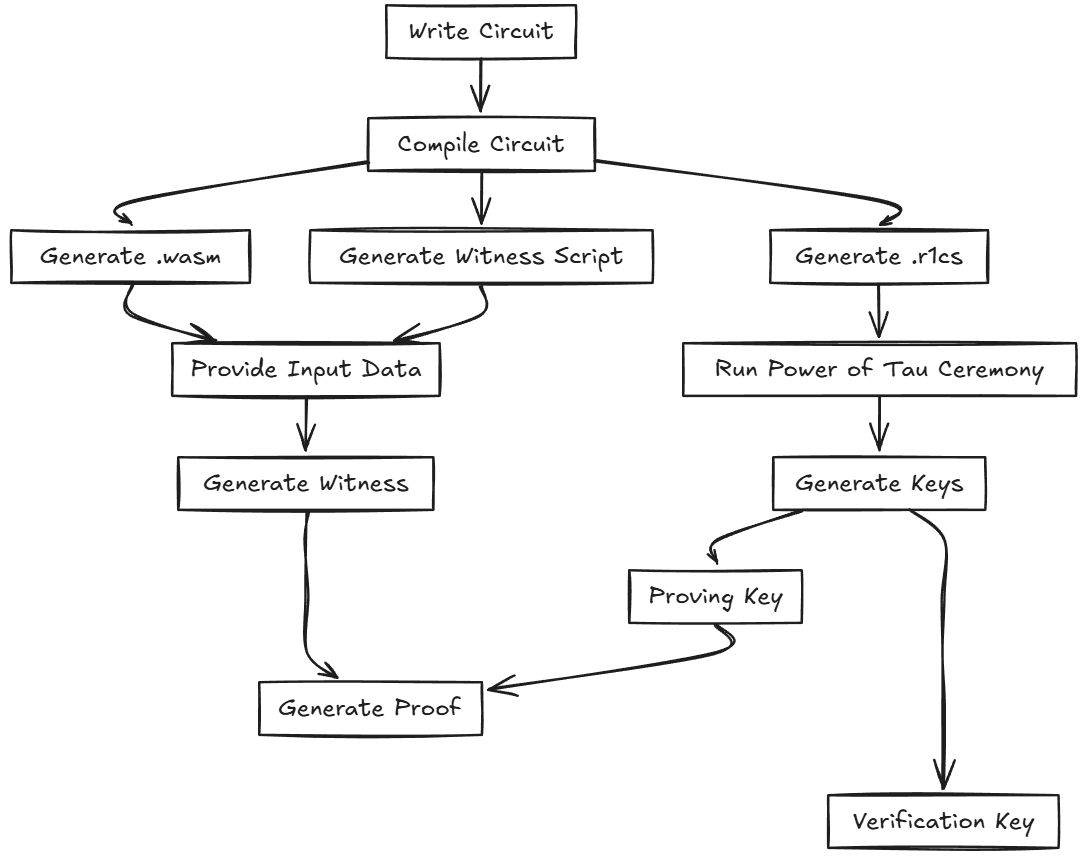 Write Circuit
Compile Circuit
Generate .wasm
Generate Witness Script
Generate .r1cs
Provide Input Data
Run Power of Tau Ceremony
Generate Witness
Generate Keys
Proving Key
Generate Proof
Verification Key